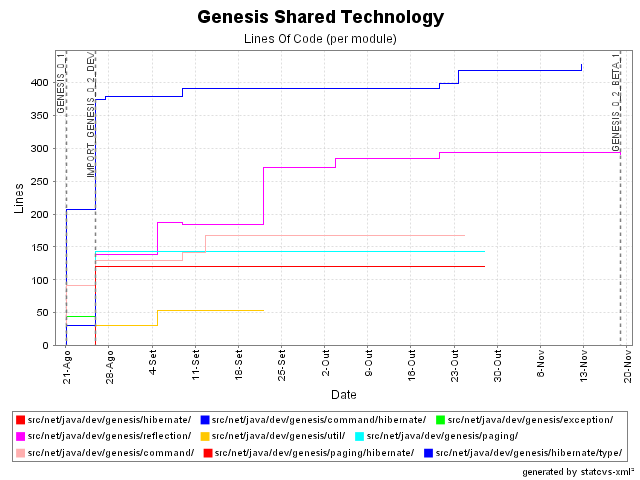 Genesis Shared Technology
Lines Of Code (per module)
GENESIS_0_1
IMPORT_GENESIS_0_2_DEV
GENESIS_0_2_BETA_1
Lines
400
350
300
250
200
150
100
50
0
21-Ago 28-Ago 4-Set 11-Set 18-Set 25-Set 2-Out 9-Out 16-Out 23-Out 30-Out 6-Nov 13-Nov 20-Nov
Date
src/net/java/dev/genesis/hibernate/ src/net/java/dev/genesis/command/hibernate/ src/net/java/dev/genesis/exception/
src/net/java/dev/genesis/reflection/ src/net/java/dev/genesis/util/ src/net/java/dev/genesis/paging/
src/net/java/dev/genesis/command/ src/net/java/dev/genesis/paging/hibernate/ src/net/java/dev/genesis/hibernate/type/
generated by statcvs-xml²